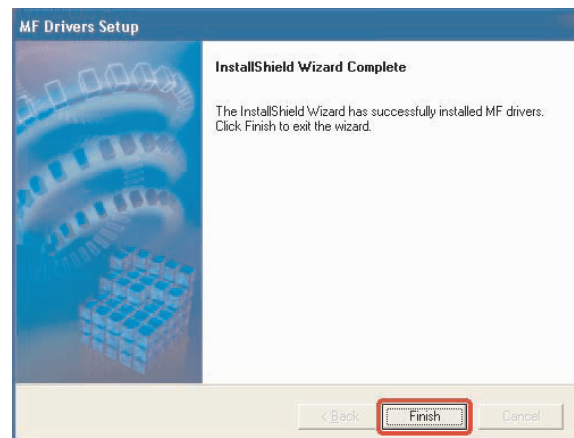 MF Drivers Setup
InstallShield Wizard Complete
The InstallShield Wizard has successfully installed MF drivers.
Click Finish to exit the wizard.
< Back
Finish
Cancel